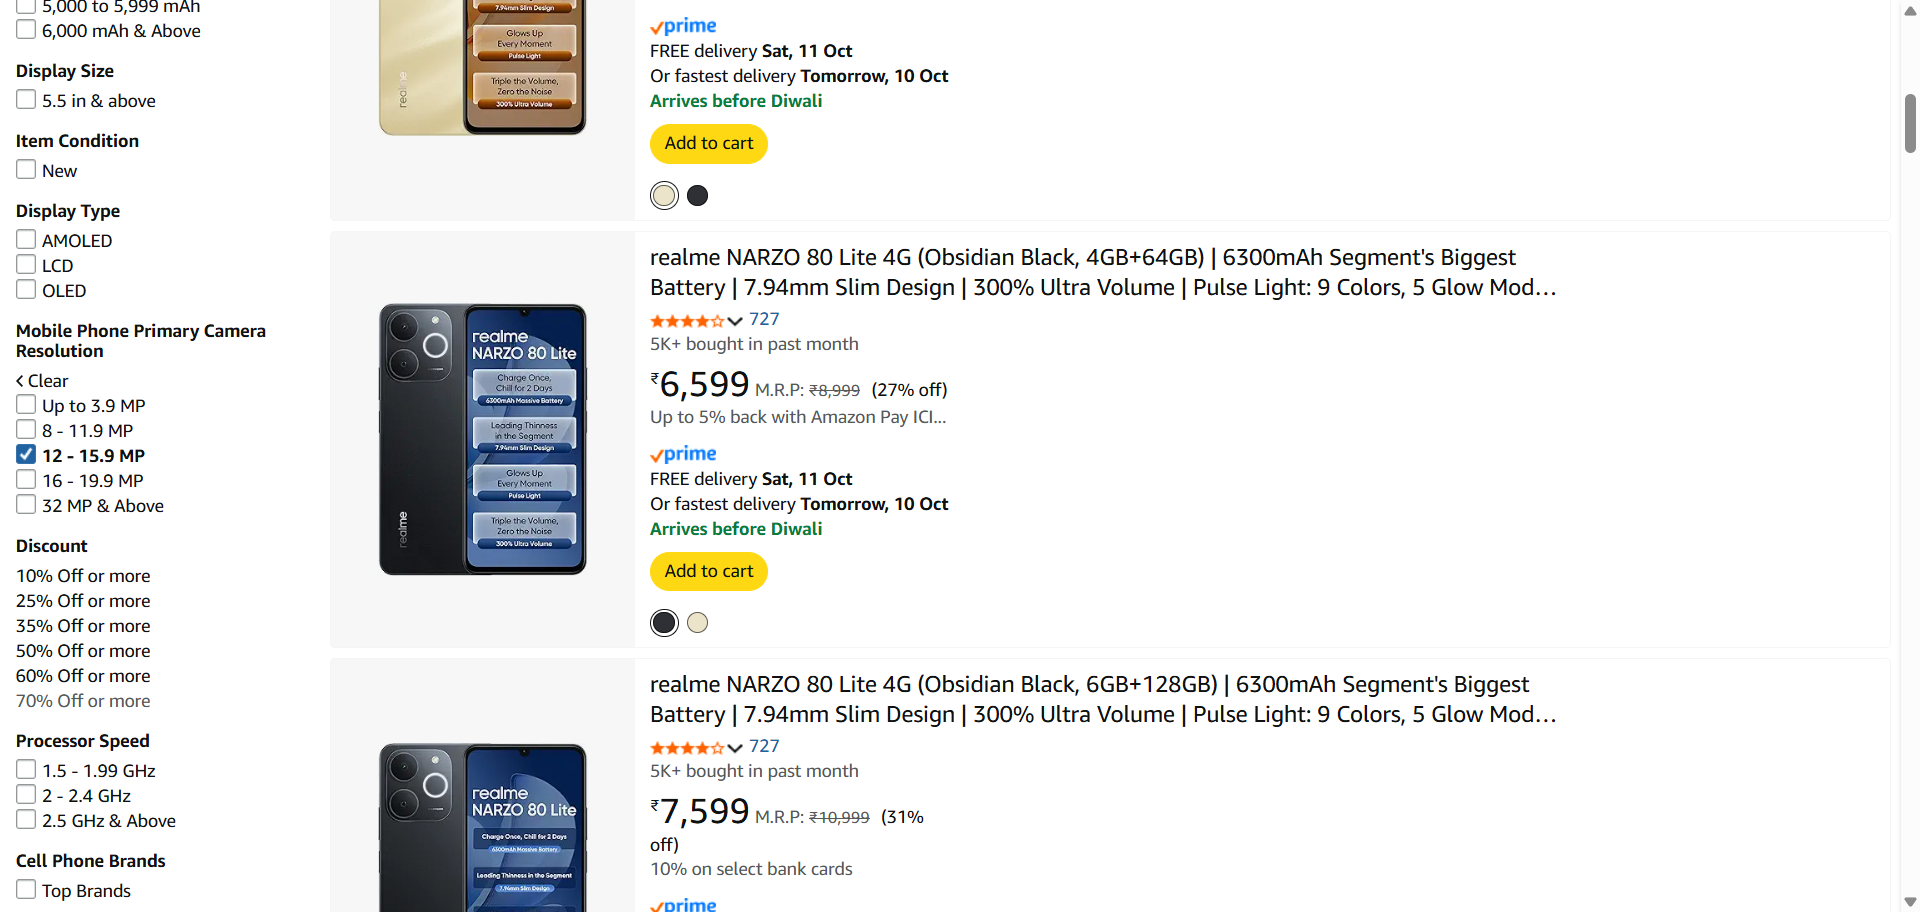 5,000 to 5,999 mAh
6,000 mAh & Above
Display Size
5.5 in & above
Item Condition
New
Display Type
AMOLED
LCD
OLED
Mobile Phone Primary Camera
Resolution
Clear
Up to 3.9 MP
8 - 11.9 MP
12 - 15.9 MP
16 - 19.9 MP
32 MP & Above
Discount
10% Off or more
25% Off or more
35% Off or more
50% Off or more
60% Off or more
70% Off or more
Processor Speed
1.5 - 1.99 GHz
2 - 2.4 GHz
2.5 GHz & Above
Cell Phone Brands
Top Brands
7.94mm Slim Design
Glows Up
Every Moment
Pulse Light
Triple the Volume,
Zero the Noise
300% Ultra Volume
realme
prime
FREE delivery Sat, 11 Oct
Or fastest delivery Tomorrow, 10 Oct
Arrives before Diwali
Add to cart
realme
NARZO 80 Lite
Charge Once,
Chill for 2 Days
6300mAh Massive Battery
Leading Thinness
in the Segment
7.94mm Slim Design
Glows Up
Every Moment
Pulse Light
Triple the Volume,
Zero the Noise
300% Ultra Volume
realme
realme NARZO 80 Lite 4G (Obsidian Black, 4GB+64GB) | 6300mAh Segment's Biggest
Battery | 7.94mm Slim Design | 300% Ultra Volume | Pulse Light: 9 Colors, 5 Glow Mod…
727
5K+ bought in past month
₹6,599 M.R.P: ₹8,999 (27% off)
Up to 5% back with Amazon Pay ICI…
prime
FREE delivery Sat, 11 Oct
Or fastest delivery Tomorrow, 10 Oct
Arrives before Diwali
Add to cart
realme
NARZO 80 Lite
Charge Once, Chill for 2 Days
6300mAh Massive Battery
Leading Thinness in the Segment
7.94mm Slim Design
realme NARZO 80 Lite 4G (Obsidian Black, 6GB+128GB) | 6300mAh Segment's Biggest
Battery | 7.94mm Slim Design | 300% Ultra Volume | Pulse Light: 9 Colors, 5 Glow Mod…
727
5K+ bought in past month
₹7,599 M.R.P: ₹10,999 (31%
off)
10% on select bank cards
prime